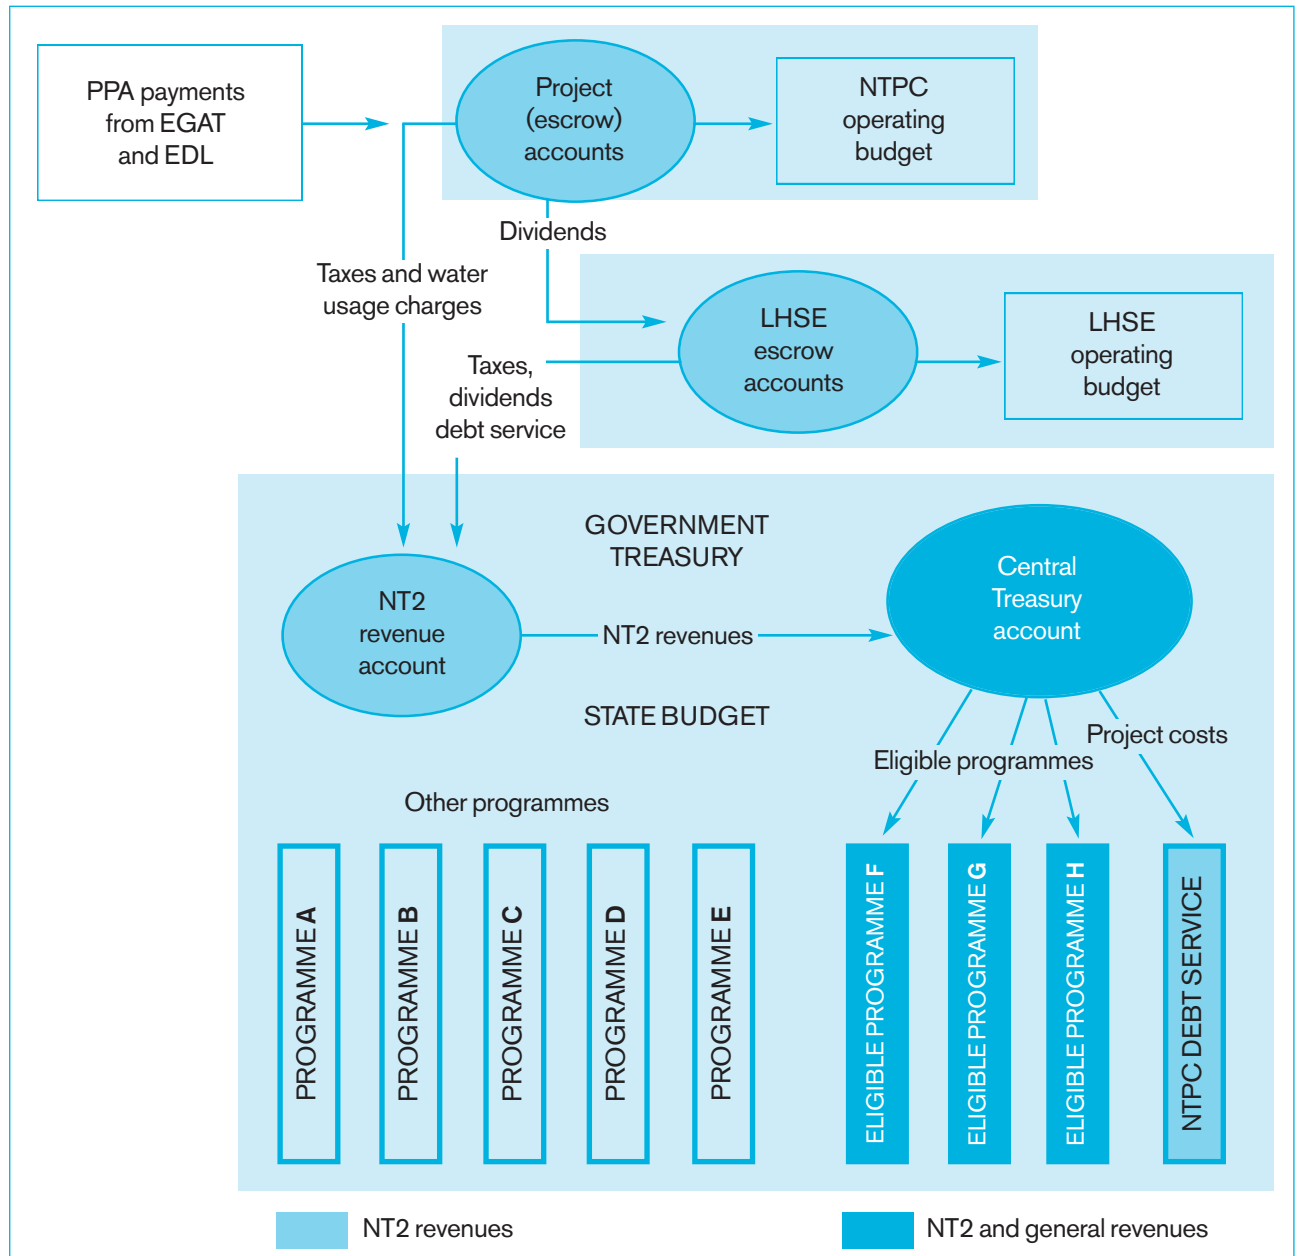 PPA payments
from EGAT
and EDL
Project
(escrow)
accounts
NTPC
operating
budget
Dividends
Taxes and water
usage charges
LHSE
escrow
accounts
LHSE
operating
budget
Taxes,
dividends
debt service
GOVERNMENT
TREASURY
Central
Treasury
account
NT2
revenue
account
NT2 revenues
STATE BUDGET
Project costs
Eligible programmes
Other programmes
PROGRAMME A
PROGRAMME B
PROGRAMME C
PROGRAMME D
PROGRAMME E
ELIGIBLE PROGRAMME F
ELIGIBLE PROGRAMME G
ELIGIBLE PROGRAMME H
NTPC DEBT SERVICE
NT2 revenues
NT2 and general revenues